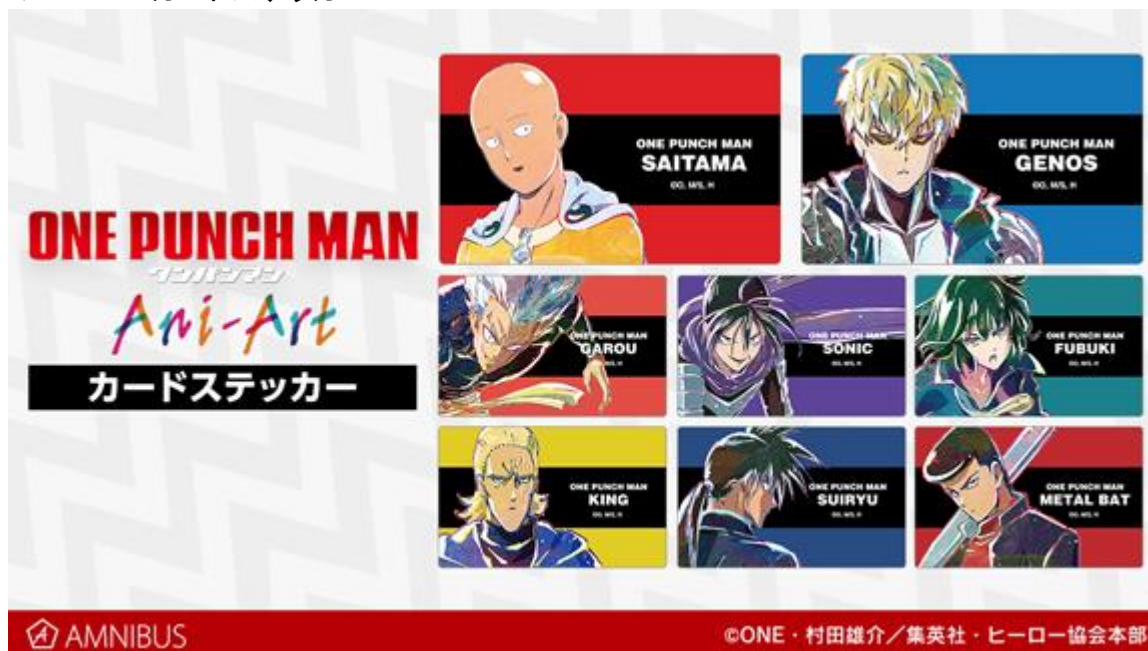 ONE PUNCH MAN
ワンパンマン
Ani-Art
カードステッカー
ONE PUNCH MAN
SAITAMA
©O, M/S, H
ONE PUNCH MAN
GENOS
©O, M/S, H
ONE PUNCH MAN
GAROU
©O, M/S, H
ONE PUNCH MAN
SONIC
©O, M/S, H
ONE PUNCH MAN
FUBUKI
©O, M/S, H
ONE PUNCH MAN
KING
©O, M/S, H
ONE PUNCH MAN
SUIRYU
©O, M/S, H
ONE PUNCH MAN
METAL BAT
©O, M/S, H
AMNIBUS
©ONE・村田雄介／集英社・ヒーロー協会本部